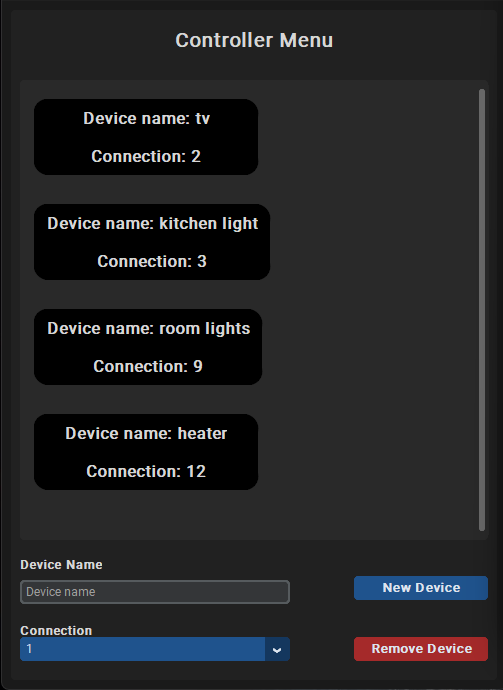 Controller Menu
Device name: tv
Connection: 2
Device name: kitchen light
Connection: 3
Device name: room lights
Connection: 9
Device name: heater
Connection: 12
Device Name
Device name
New Device
Connection
1
Remove Device